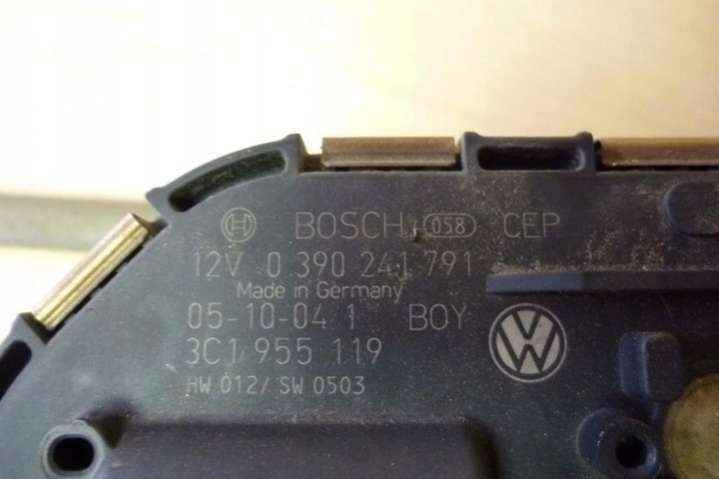 BOSCH 058 CEP
12V 0 390 241 791
Made in Germany
05-10-04 1 BOY
3C1 955 119
HW 012/ SW 0503
VW